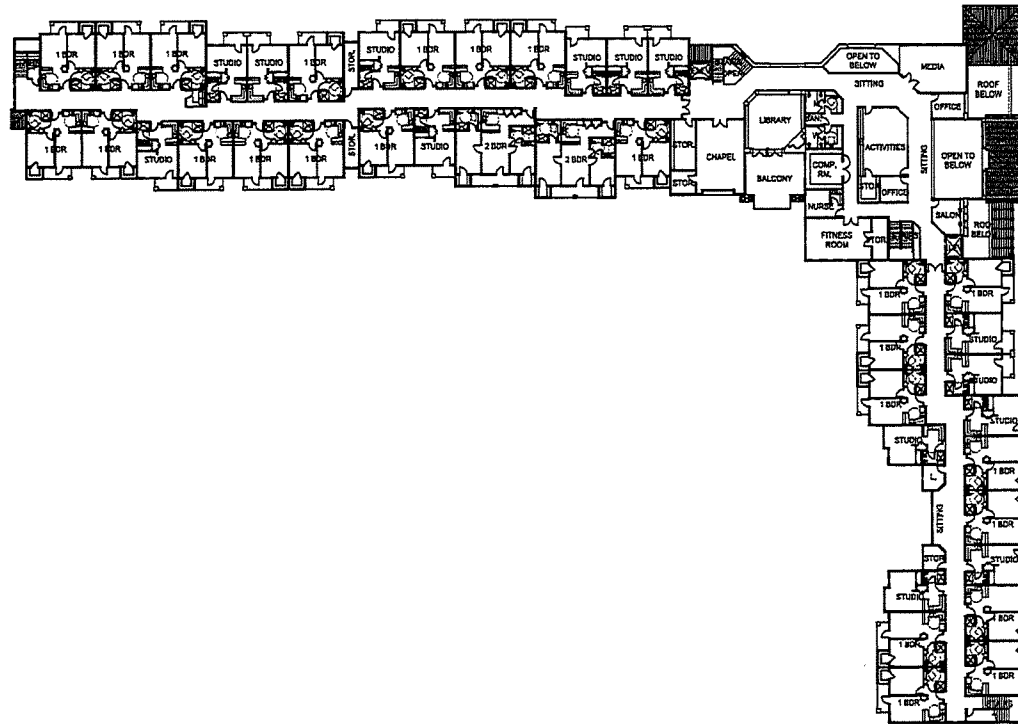 1 BDR
1 BDR
1 BDR
STUDIO
STUDIO
1 BDR
STOR.
STUDIO
1 BDR
1 BDR
1 BDR
STUDIO
STUDIO
STUDIO
OPEN TO
BELOW
SITTING
MEDIA
ROOF
BELOW
OFFICE
1 BDR
1 BDR
STUDIO
1 BDR
1 BDR
1 BDR
STOR.
1 BDR
STUDIO
2 BDR
2 BDR
1 BDR
STOR.
STOR.
CHAPEL
LIBRARY
BALCONY
COMP.
RM.
NURSE
ACTIVITIES
STOR.
OFFICE
SITTING
OPEN TO
BELOW
SALON
FITNESS
ROOM
STOR.
1 BDR
1 BDR
1 BDR
STUDIO
1 BDR
STUDIO
STUDIO
STUDIO
1 BDR
SITTING
1 BDR
STOR.
STUDIO
STUDIO
1 BDR
1 BDR
1 BDR
1 BDR